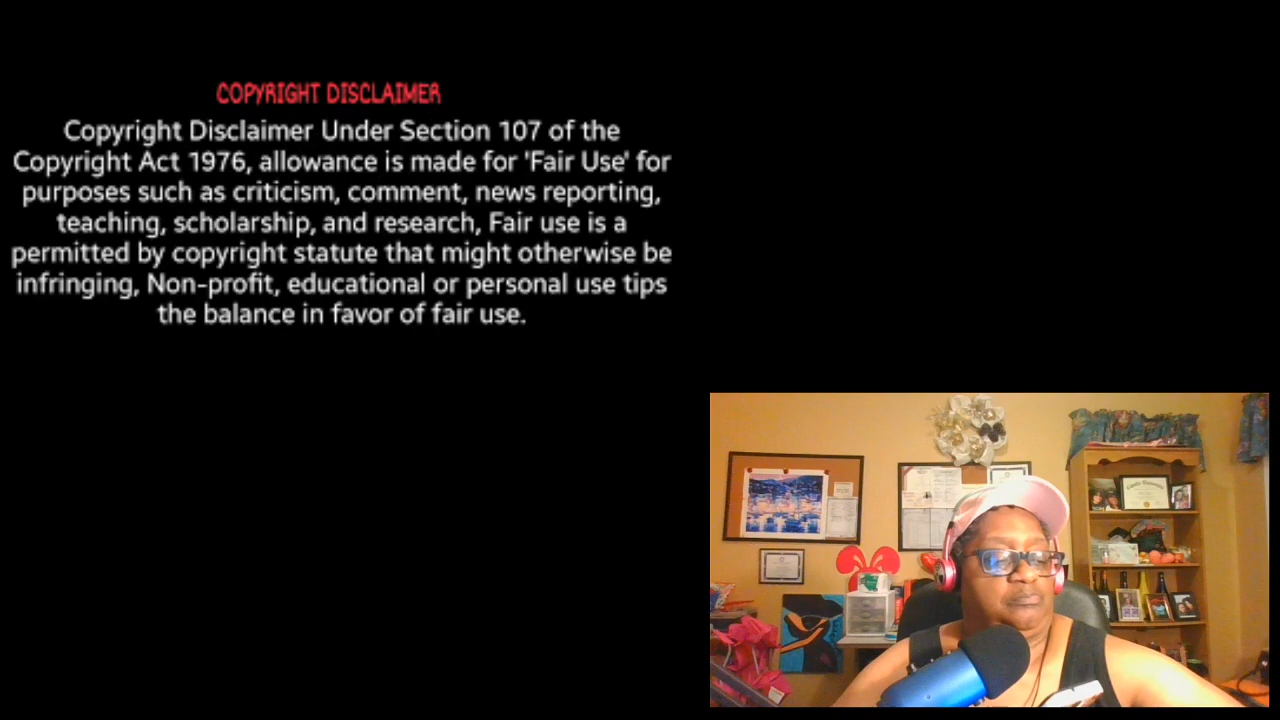 COPYRIGHT DISCLAIMER
Copyright Disclaimer Under Section 107 of the
Copyright Act 1976, allowance is made for 'Fair Use' for
purposes such as criticism, comment, news reporting,
teaching, scholarship, and research, Fair use is a
permitted by copyright statute that might otherwise be
infringing, Non-profit, educational or personal use tips
the balance in favor of fair use.